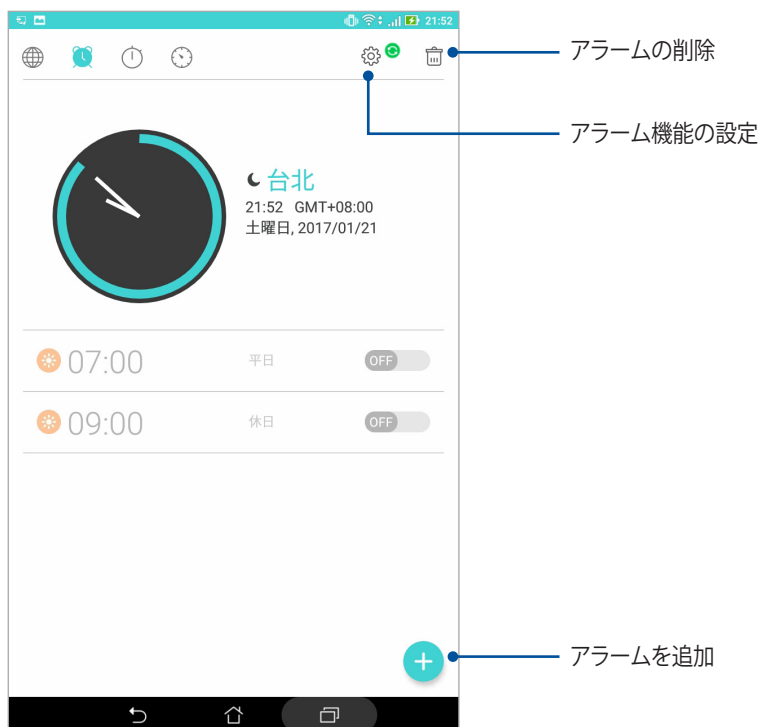 21:52
アラームの削除
アラーム機能の設定
台北
21:52 GMT+08:00
土曜日, 2017/01/21
07:00 平日 OFF
09:00 休日 OFF
アラームを追加